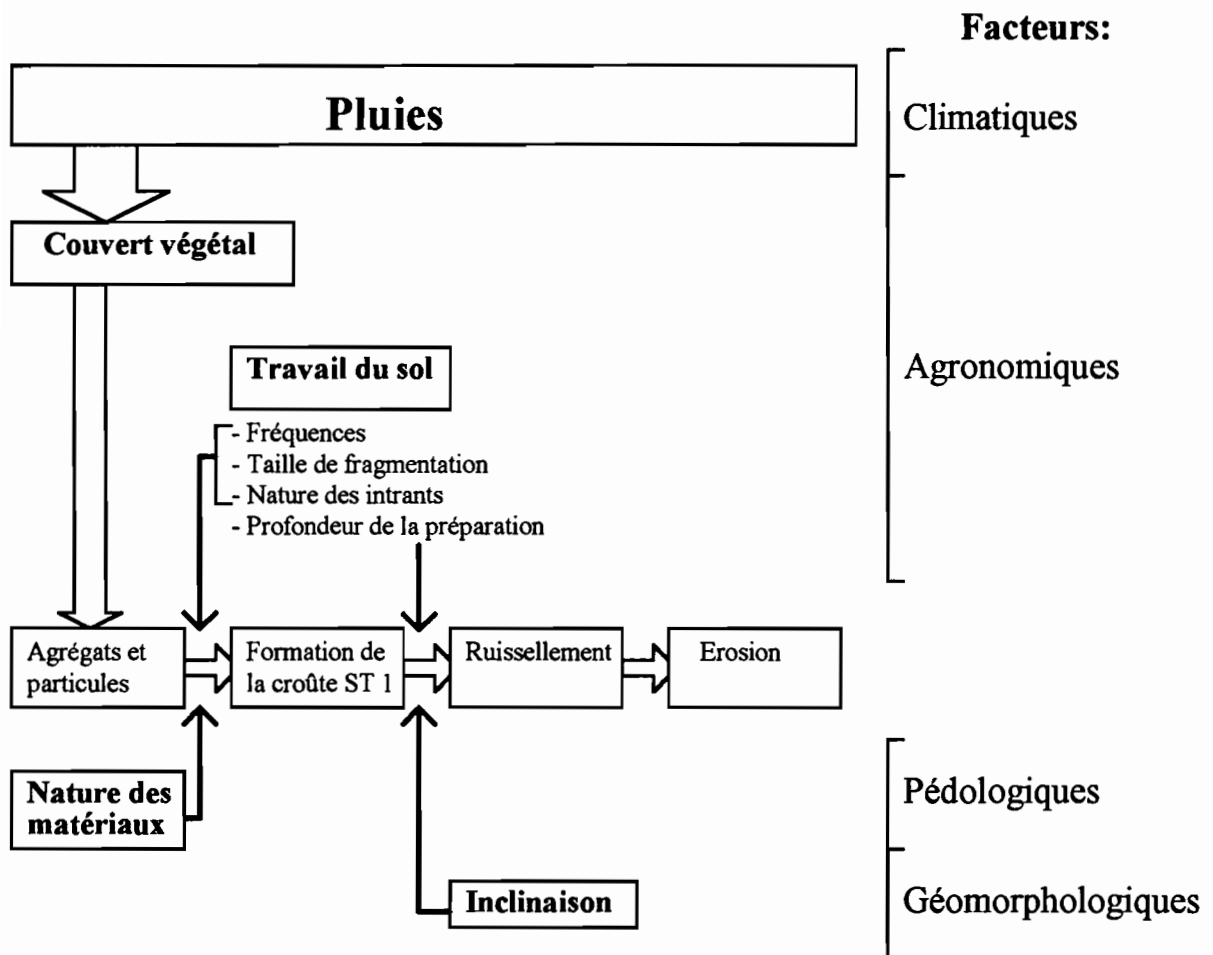 Facteurs:
Pluies
Climatiques
Couvert végétal
Travail du sol
- Fréquences
- Taille de fragmentation
- Nature des intrants
- Profondeur de la préparation
Agronomiques
Agrégats et
particules
Formation de
la croûte ST 1
Ruissellement
Erosion
Nature des
matériaux
Pédologiques
Inclinaison
Géomorphologiques